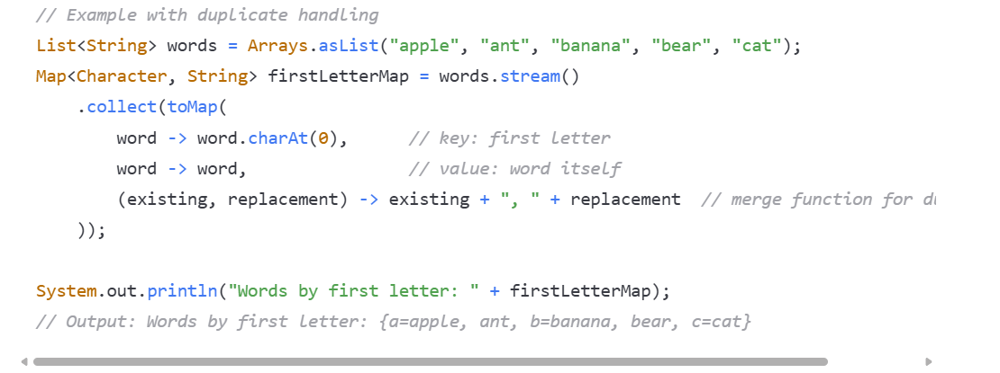 // Example with duplicate handling
List<String> words = Arrays.asList("apple", "ant", "banana", "bear", "cat");
Map<Character, String> firstLetterMap = words.stream()
    .collect(toMap(
        word -> word.charAt(0),      // key: first letter
        word -> word,                // value: word itself
        (existing, replacement) -> existing + ", " + replacement  // merge function for
    ));
System.out.println("Words by first letter: " + firstLetterMap);
// Output: Words by first letter: {a=apple, ant, b=banana, bear, c=cat}